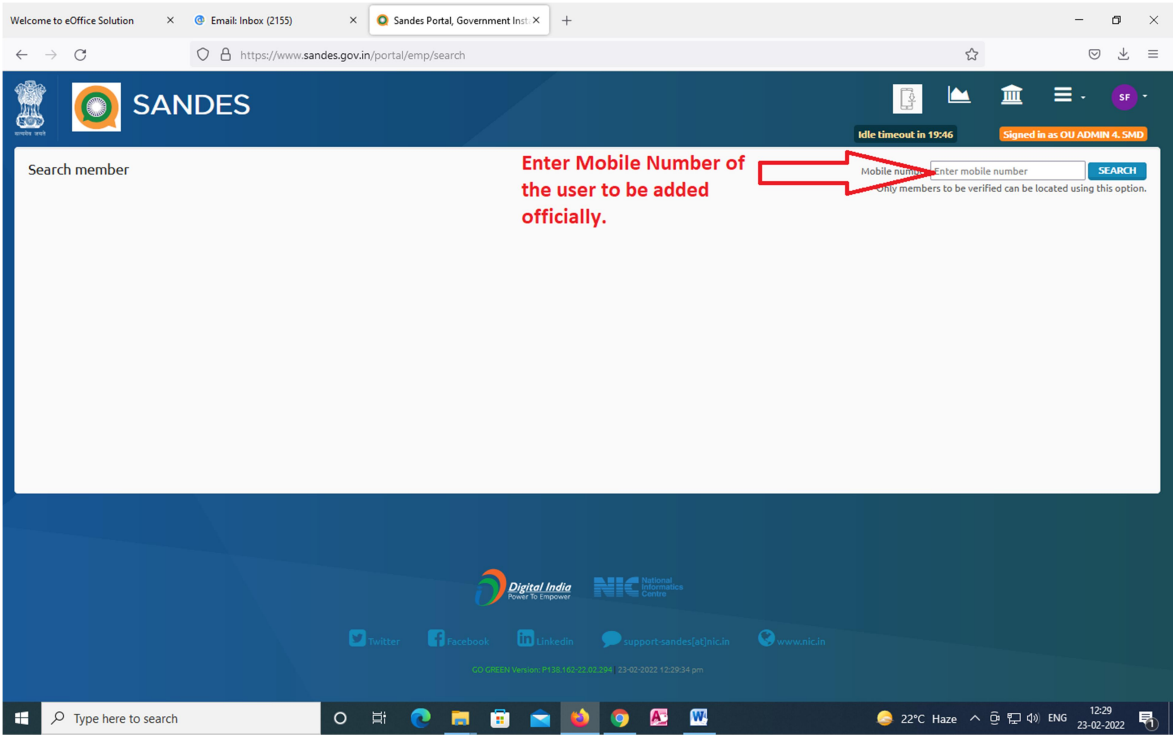 Welcome to eOffice Solution
Email: Inbox (2155)
Sandes Portal, Government Inst
https://www.sandes.gov.in/portal/emp/search
सत्यमेव जयते
SANDES
SF
Idle timeout in 19:46
Signed in as OU ADMIN 4. SMD
Search member
Enter Mobile Number of
the user to be added
officially.
Mobile
Enter mobile number
SEARCH
Only members to be verified can be located using this option.
Digital India
Power To Empower
NIC
National
Informatics
Centre
Twitter
Facebook
Linkedin
support-sandes[at]nic.in
www.nic.in
GO GREEN Version: P138.162-22.02.294 | 23-02-2022 12:29:34 pm
Type here to search
22°C Haze
ENG
12:29
23-02-2022
1